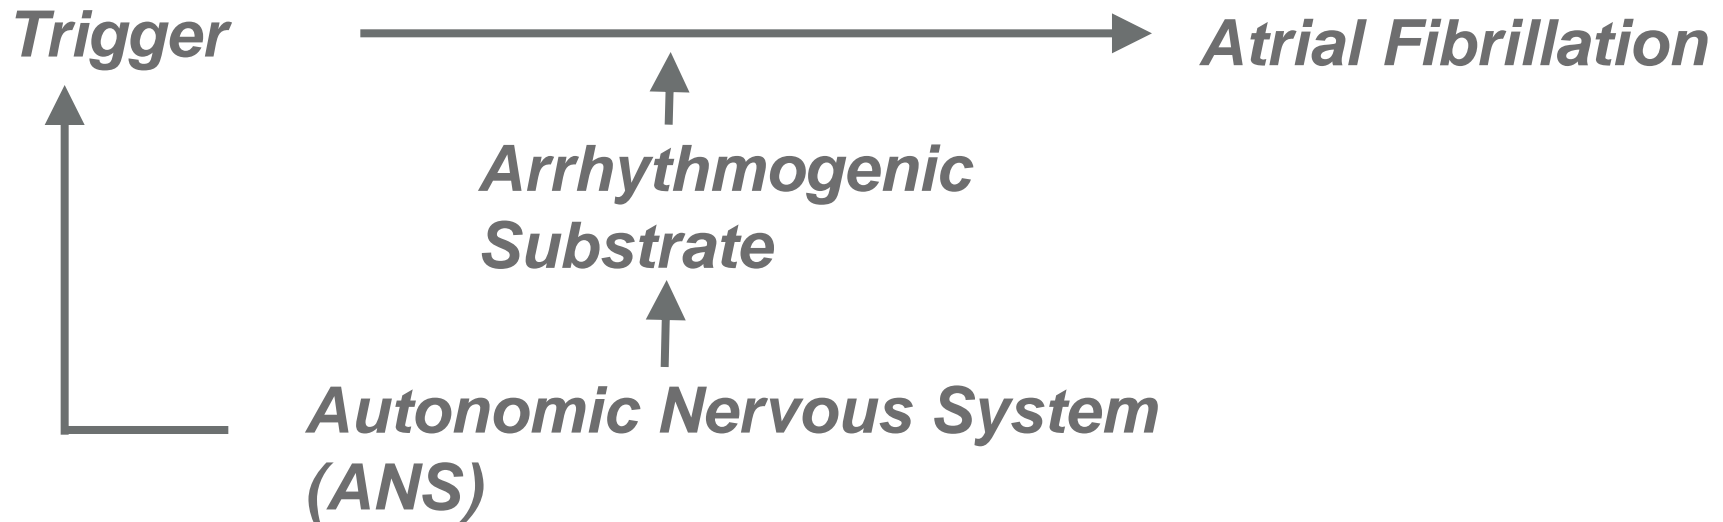 Trigger
Atrial Fibrillation
Arrhythmogenic
Substrate
Autonomic Nervous System
(ANS)